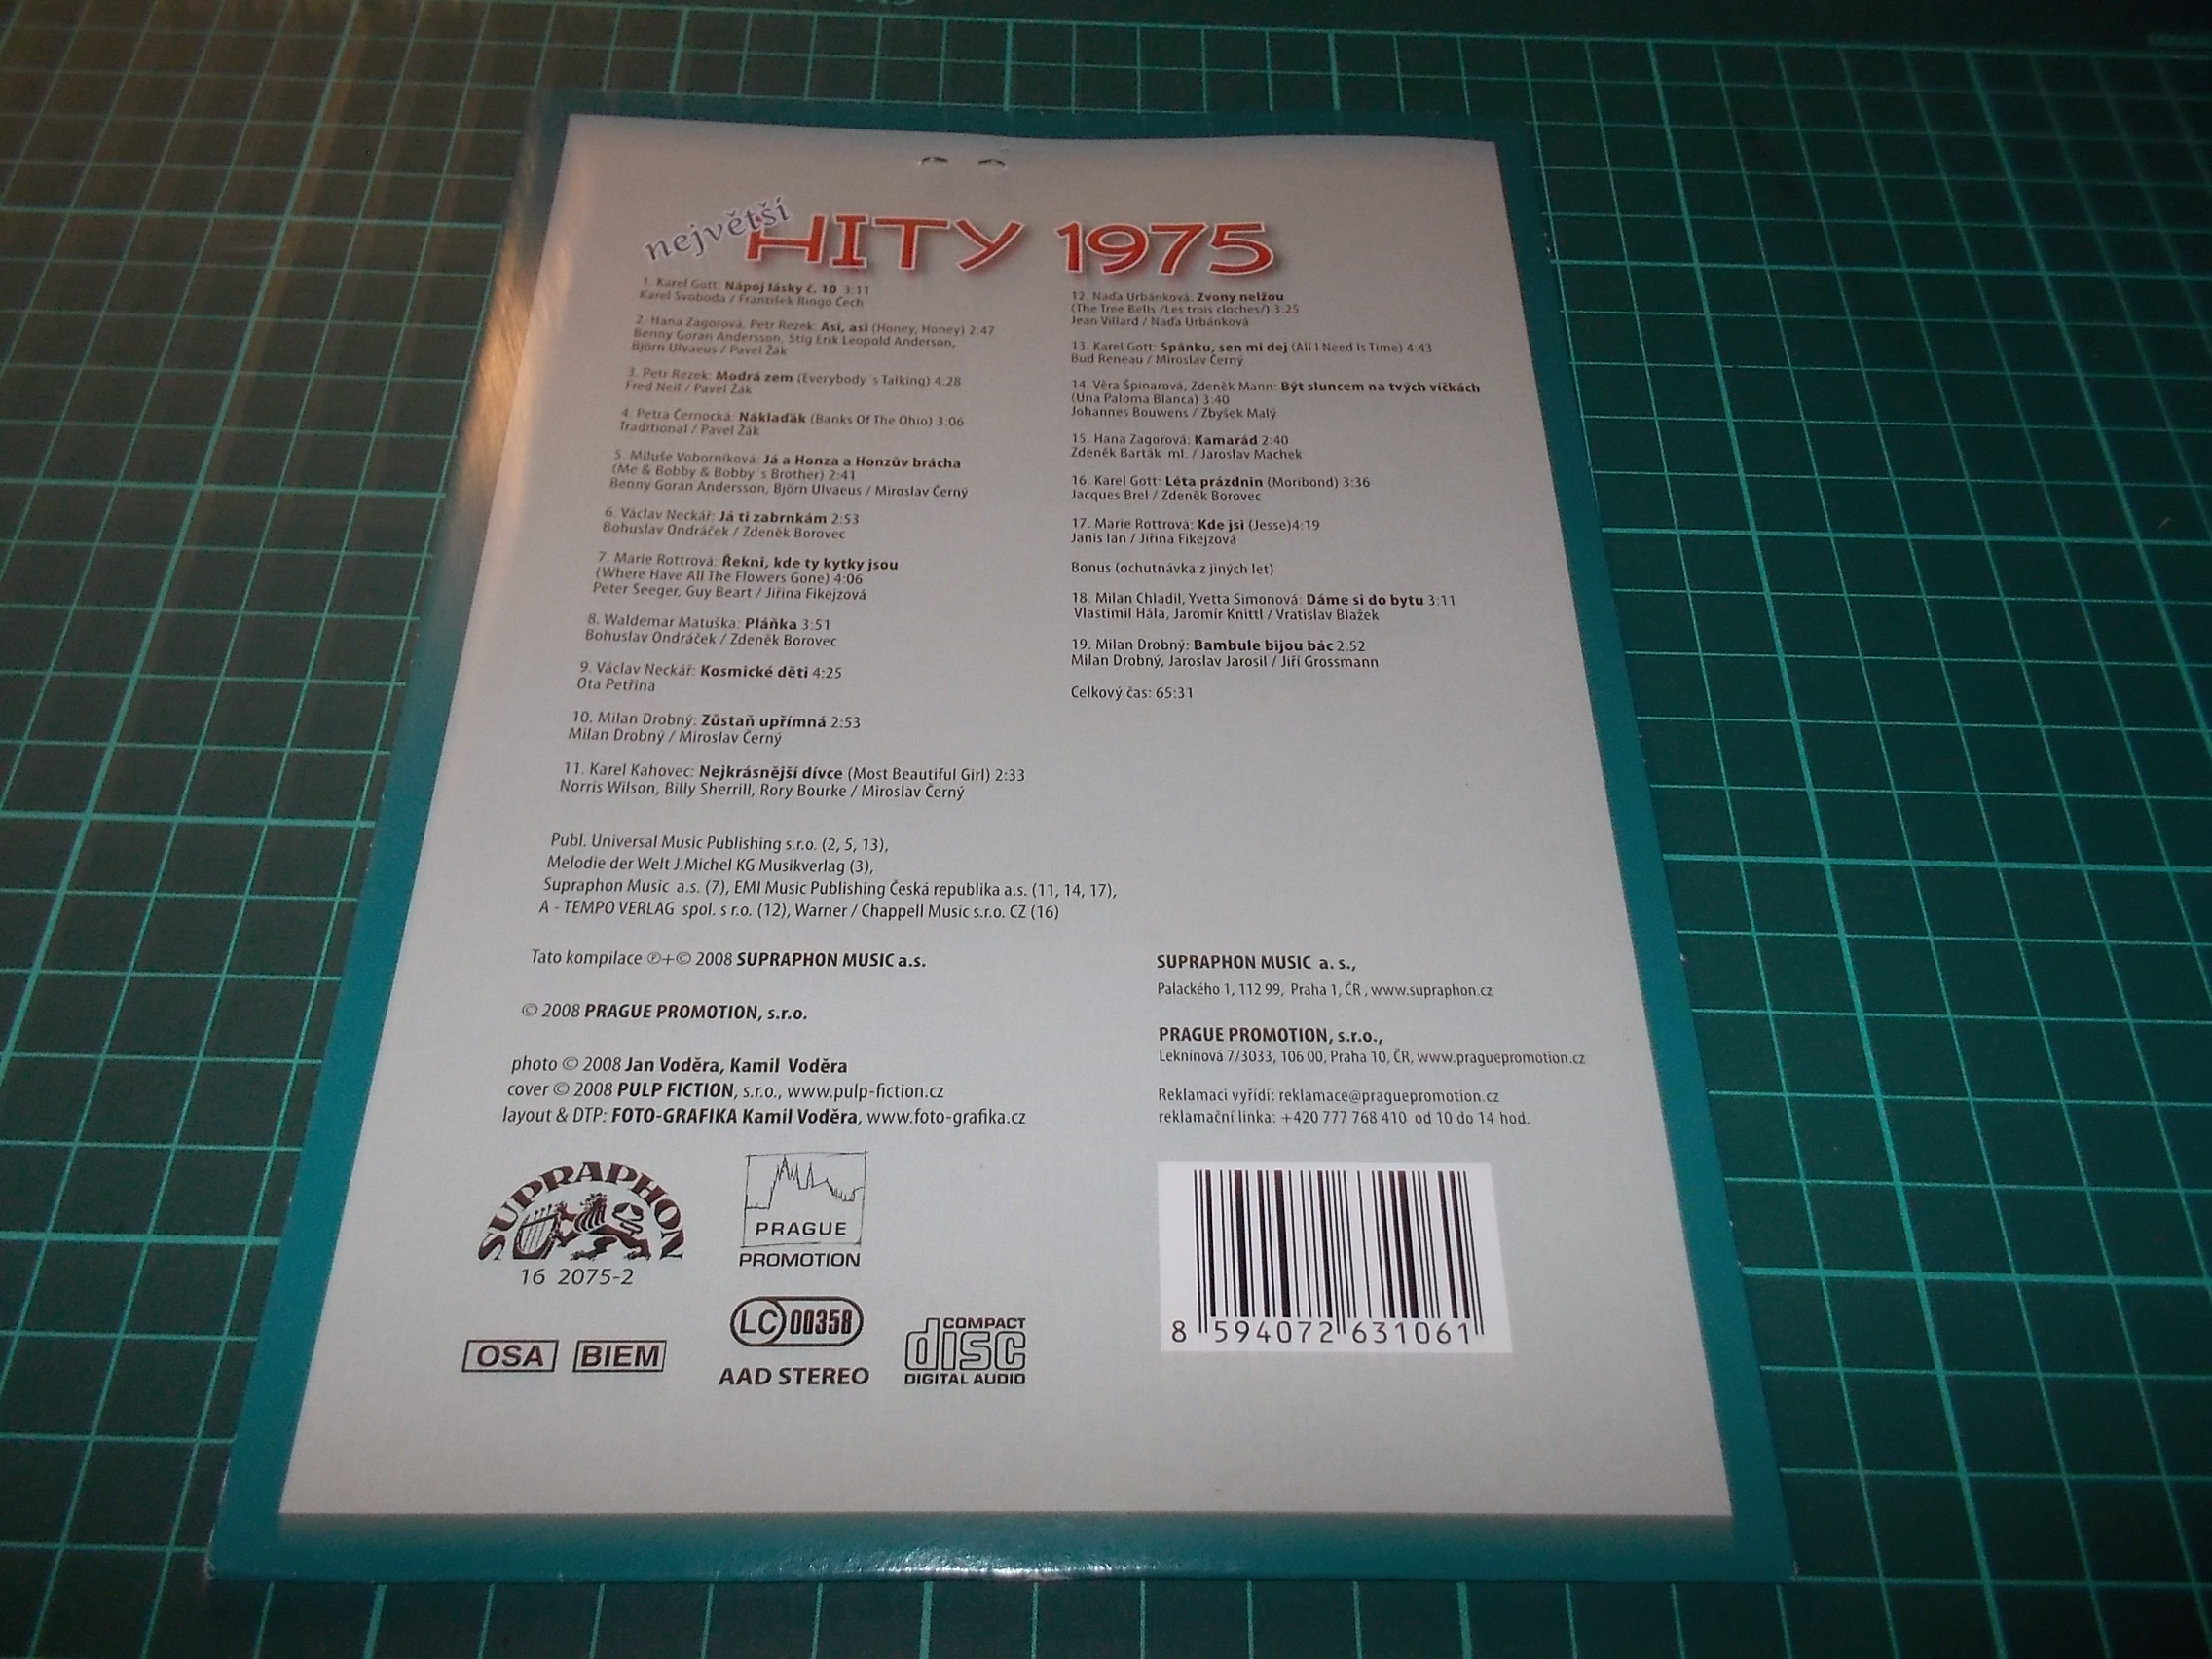 největší
HITY 1975
1. Karel Gott: Nápoj lásky č. 10 3:11
Karel Svoboda / František Ringo Čech
2. Hana Zagorová, Petr Rezek: Asi, asi (Honey, Honey) 2:47
Benny Goran Andersson, Stig Erik Leopold Anderson,
Björn Ulvaeus / Pavel Žák
3. Petr Rezek: Modrá zem (Everybody´s Talking) 4:28
Fred Neil / Pavel Žák
4. Petra Černocká: Náklaďák (Banks Of The Ohio) 3:06
Traditional / Pavel Žák
5. Miluše Voborníková: Já a Honza a Honzův brácha
(Me & Bobby & Bobby´s Brother) 2:41
Benny Goran Andersson, Björn Ulvaeus / Miroslav Černý
6. Václav Neckář: Já ti zabrnkám 2:53
Bohuslav Ondráček / Zdeněk Borovec
7. Marie Rottrová: Řekni, kde ty kytky jsou
(Where Have All The Flowers Gone) 4:06
Peter Seeger, Guy Beart / Jiřina Fikejzová
8. Waldemar Matuška: Pláňka 3:51
Bohuslav Ondráček / Zdeněk Borovec
9. Václav Neckář: Kosmické děti 4:25
Ota Petřina
10. Milan Drobný: Zůstaň upřímná 2:53
Milan Drobný / Miroslav Černý
11. Karel Kahovec: Nejkrásnější dívce (Most Beautiful Girl) 2:33
Norris Wilson, Billy Sherrill, Rory Bourke / Miroslav Černý
12. Naďa Urbánková: Zvony nelžou
(The Tree Bells /Les trois cloches/) 3:25
Jean Villard / Naďa Urbánková
13. Karel Gott: Spánku, sen mi dej (All I Need Is Time) 4:43
Bud Reneau / Miroslav Černý
14. Věra Špinarová, Zdeněk Mann: Být sluncem na tvých víčkách
(Una Paloma Blanca) 3:40
Johannes Bouwens / Zbyšek Malý
15. Hana Zagorová: Kamarád 2:40
Zdeněk Barták ml. / Jaroslav Machek
16. Karel Gott: Léta prázdnin (Moribond) 3:36
Jacques Brel / Zdeněk Borovec
17. Marie Rottrová: Kde jsi (Jesse)4:19
Janis Ian / Jiřina Fikejzová
Bonus (ochutnávka z jiných let)
18. Milan Chladil, Yvetta Simonová: Dáme si do bytu 3:11
Vlastimil Hála, Jaromír Knittl / Vratislav Blažek
19. Milan Drobný: Bambule bijou bác 2:52
Milan Drobný, Jaroslav Jarosil / Jiří Grossmann
Celkový čas: 65:31
Publ. Universal Music Publishing s.r.o. (2, 5, 13),
Melodie der Welt J.Michel KG Musikverlag (3),
Supraphon Music a.s. (7), EMI Music Publishing Česká republika a.s. (11, 14, 17),
A - TEMPO VERLAG spol. s r.o. (12), Warner / Chappell Music s.r.o. CZ (16)
Tato kompilace ℗+© 2008 SUPRAPHON MUSIC a.s.
© 2008 PRAGUE PROMOTION, s.r.o.
photo © 2008 Jan Voděra, Kamil Voděra
cover © 2008 PULP FICTION, s.r.o., www.pulp-fiction.cz
layout & DTP: FOTO-GRAFIKA Kamil Voděra, www.foto-grafika.cz
SUPRAPHON MUSIC a. s.,
Palackého 1, 112 99, Praha 1, ČR , www.supraphon.cz
PRAGUE PROMOTION, s.r.o.,
Leknínová 7/3033, 106 00, Praha 10, ČR, www.praguepromotion.cz
Reklamaci vyřídí: reklamace@praguepromotion.cz
reklamační linka: +420 777 768 410 od 10 do 14 hod.
SUPRAPHON
16 2075-2
PRAGUE
PROMOTION
OSA BIEM
LC 00358
AAD STEREO
COMPACT
disc
DIGITAL AUDIO
8 594072 631061